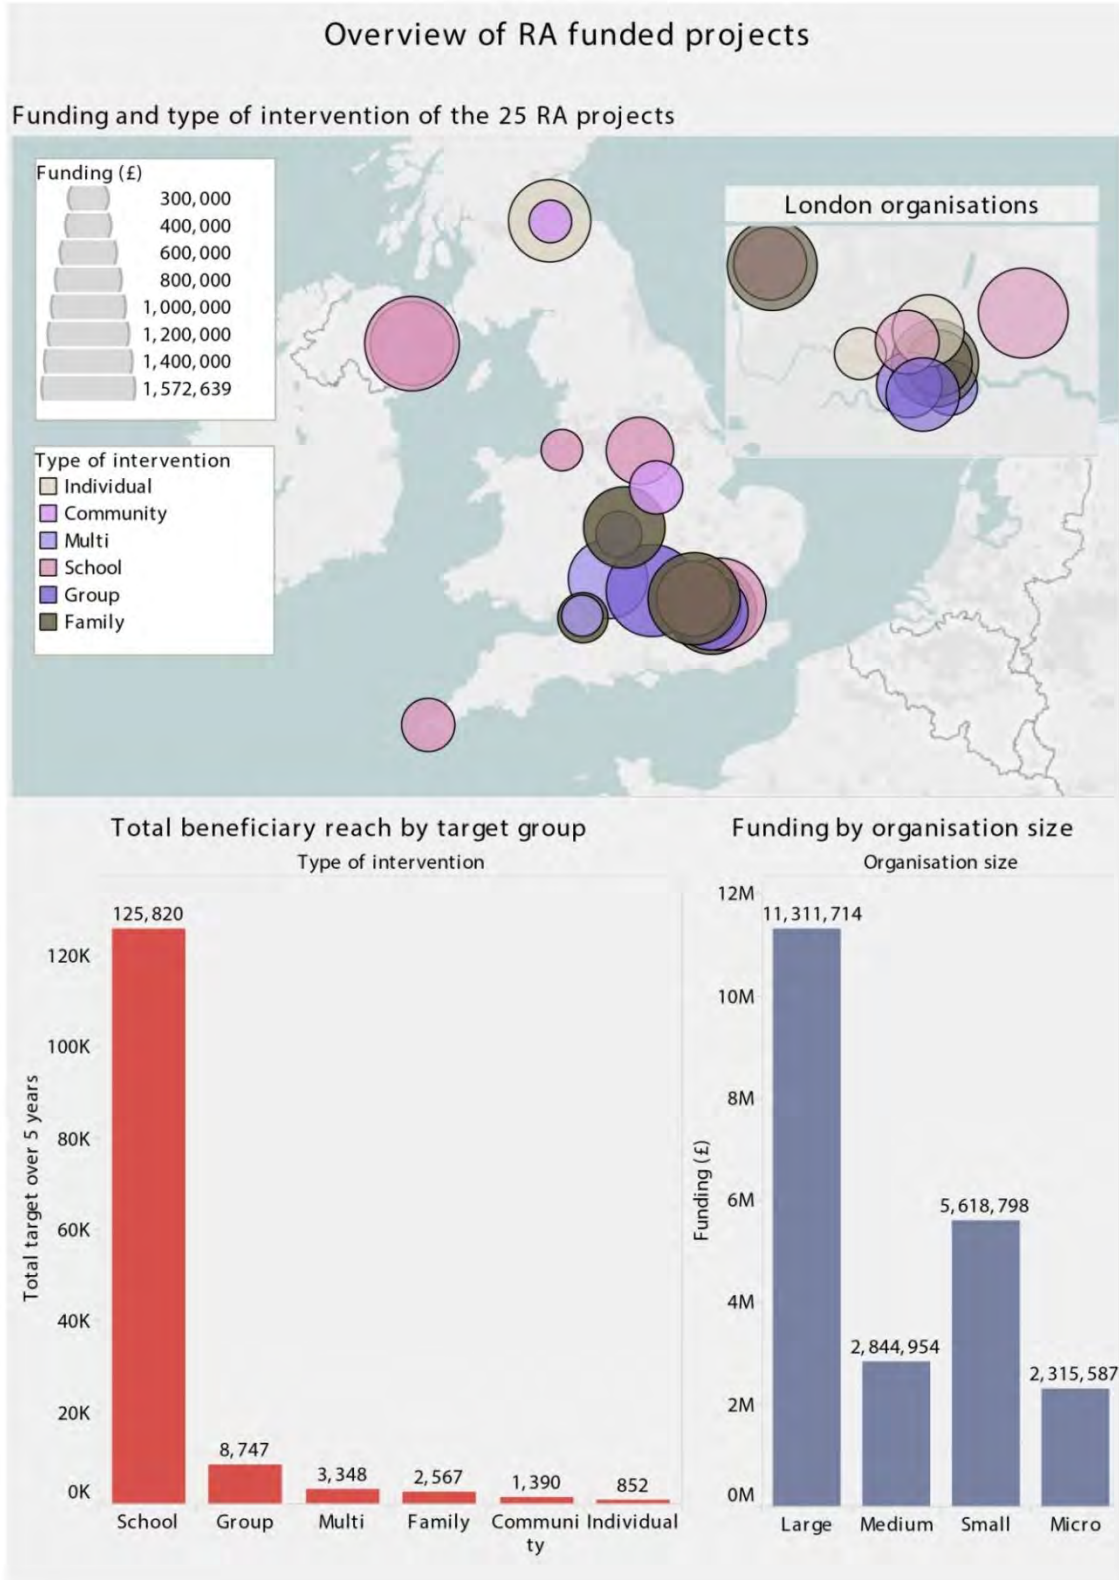 Overview of RA funded projects
Funding and type of intervention of the 25 RA projects
Funding (£)
300,000
400,000
600,000
800,000
1,000,000
1,200,000
1,400,000
1,572,639
London organisations
Type of intervention
Individual
Community
Multi
School
Group
Family
Total beneficiary reach by target group
Type of intervention
Total target over 5 years
120K
100K
80K
60K
40K
20K
0K
125,820
8,747
3,348
2,567
1,390
852
School Group Multi Family Communi Individual
ty
Funding by organisation size
Organisation size
Funding (£)
12M
10M
8M
6M
4M
2M
0M
11,311,714
2,844,954
5,618,798
2,315,587
Large Medium Small Micro